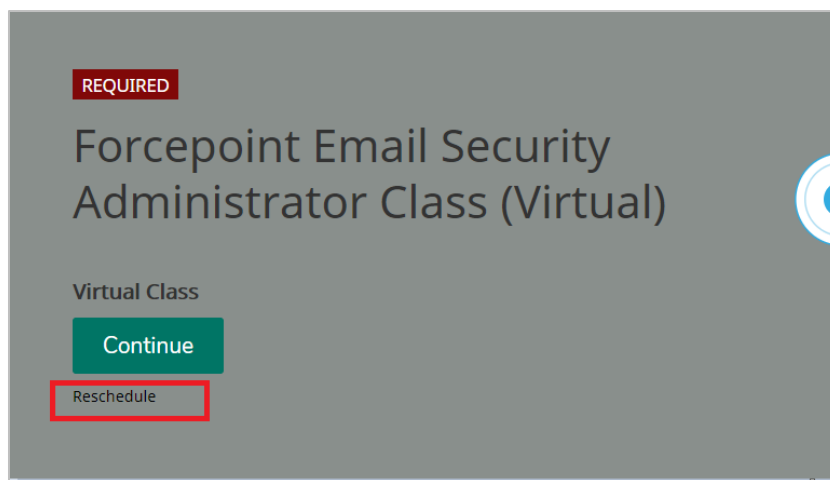 REQUIRED
Forcepoint Email Security
Administrator Class (Virtual)
Virtual Class
Continue
Reschedule